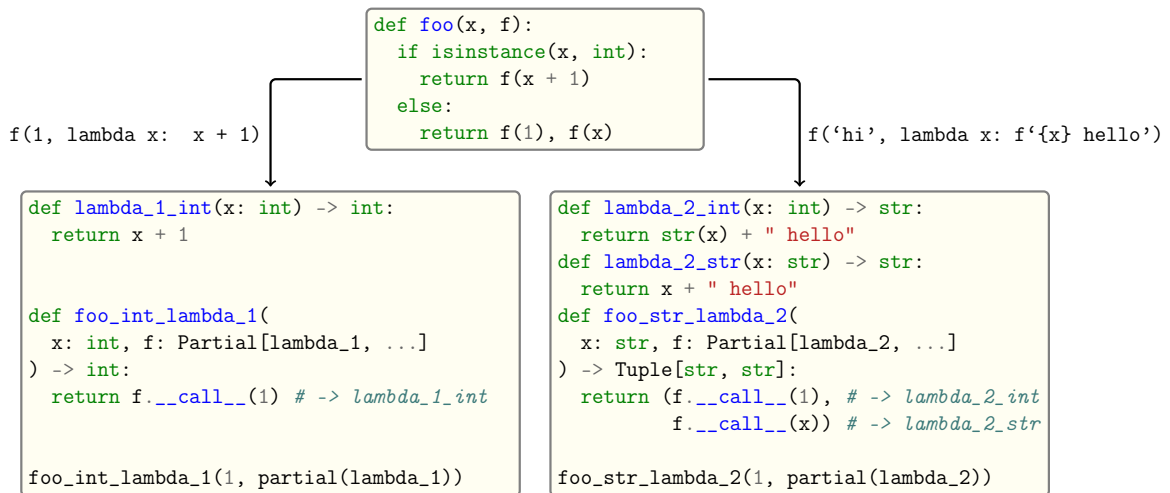 def foo(x, f):
  if isinstance(x, int):
    return f(x + 1)
  else:
    return f(1), f(x)
f(1, lambda x:  x + 1)
f(‘hi’, lambda x: f‘{x} hello’)
def lambda_1_int(x: int) -> int:
  return x + 1
def foo_int_lambda_1(
  x: int, f: Partial[lambda_1, ...]
) -> int:
  return f.__call__(1) # -> lambda_1_int
foo_int_lambda_1(1, partial(lambda_1))
def lambda_2_int(x: int) -> str:
  return str(x) + " hello"
def lambda_2_str(x: str) -> str:
  return x + " hello"
def foo_str_lambda_2(
  x: str, f: Partial[lambda_2, ...]
) -> Tuple[str, str]:
  return (f.__call__(1), # -> lambda_2_int
          f.__call__(x)) # -> lambda_2_str
foo_str_lambda_2(1, partial(lambda_2))